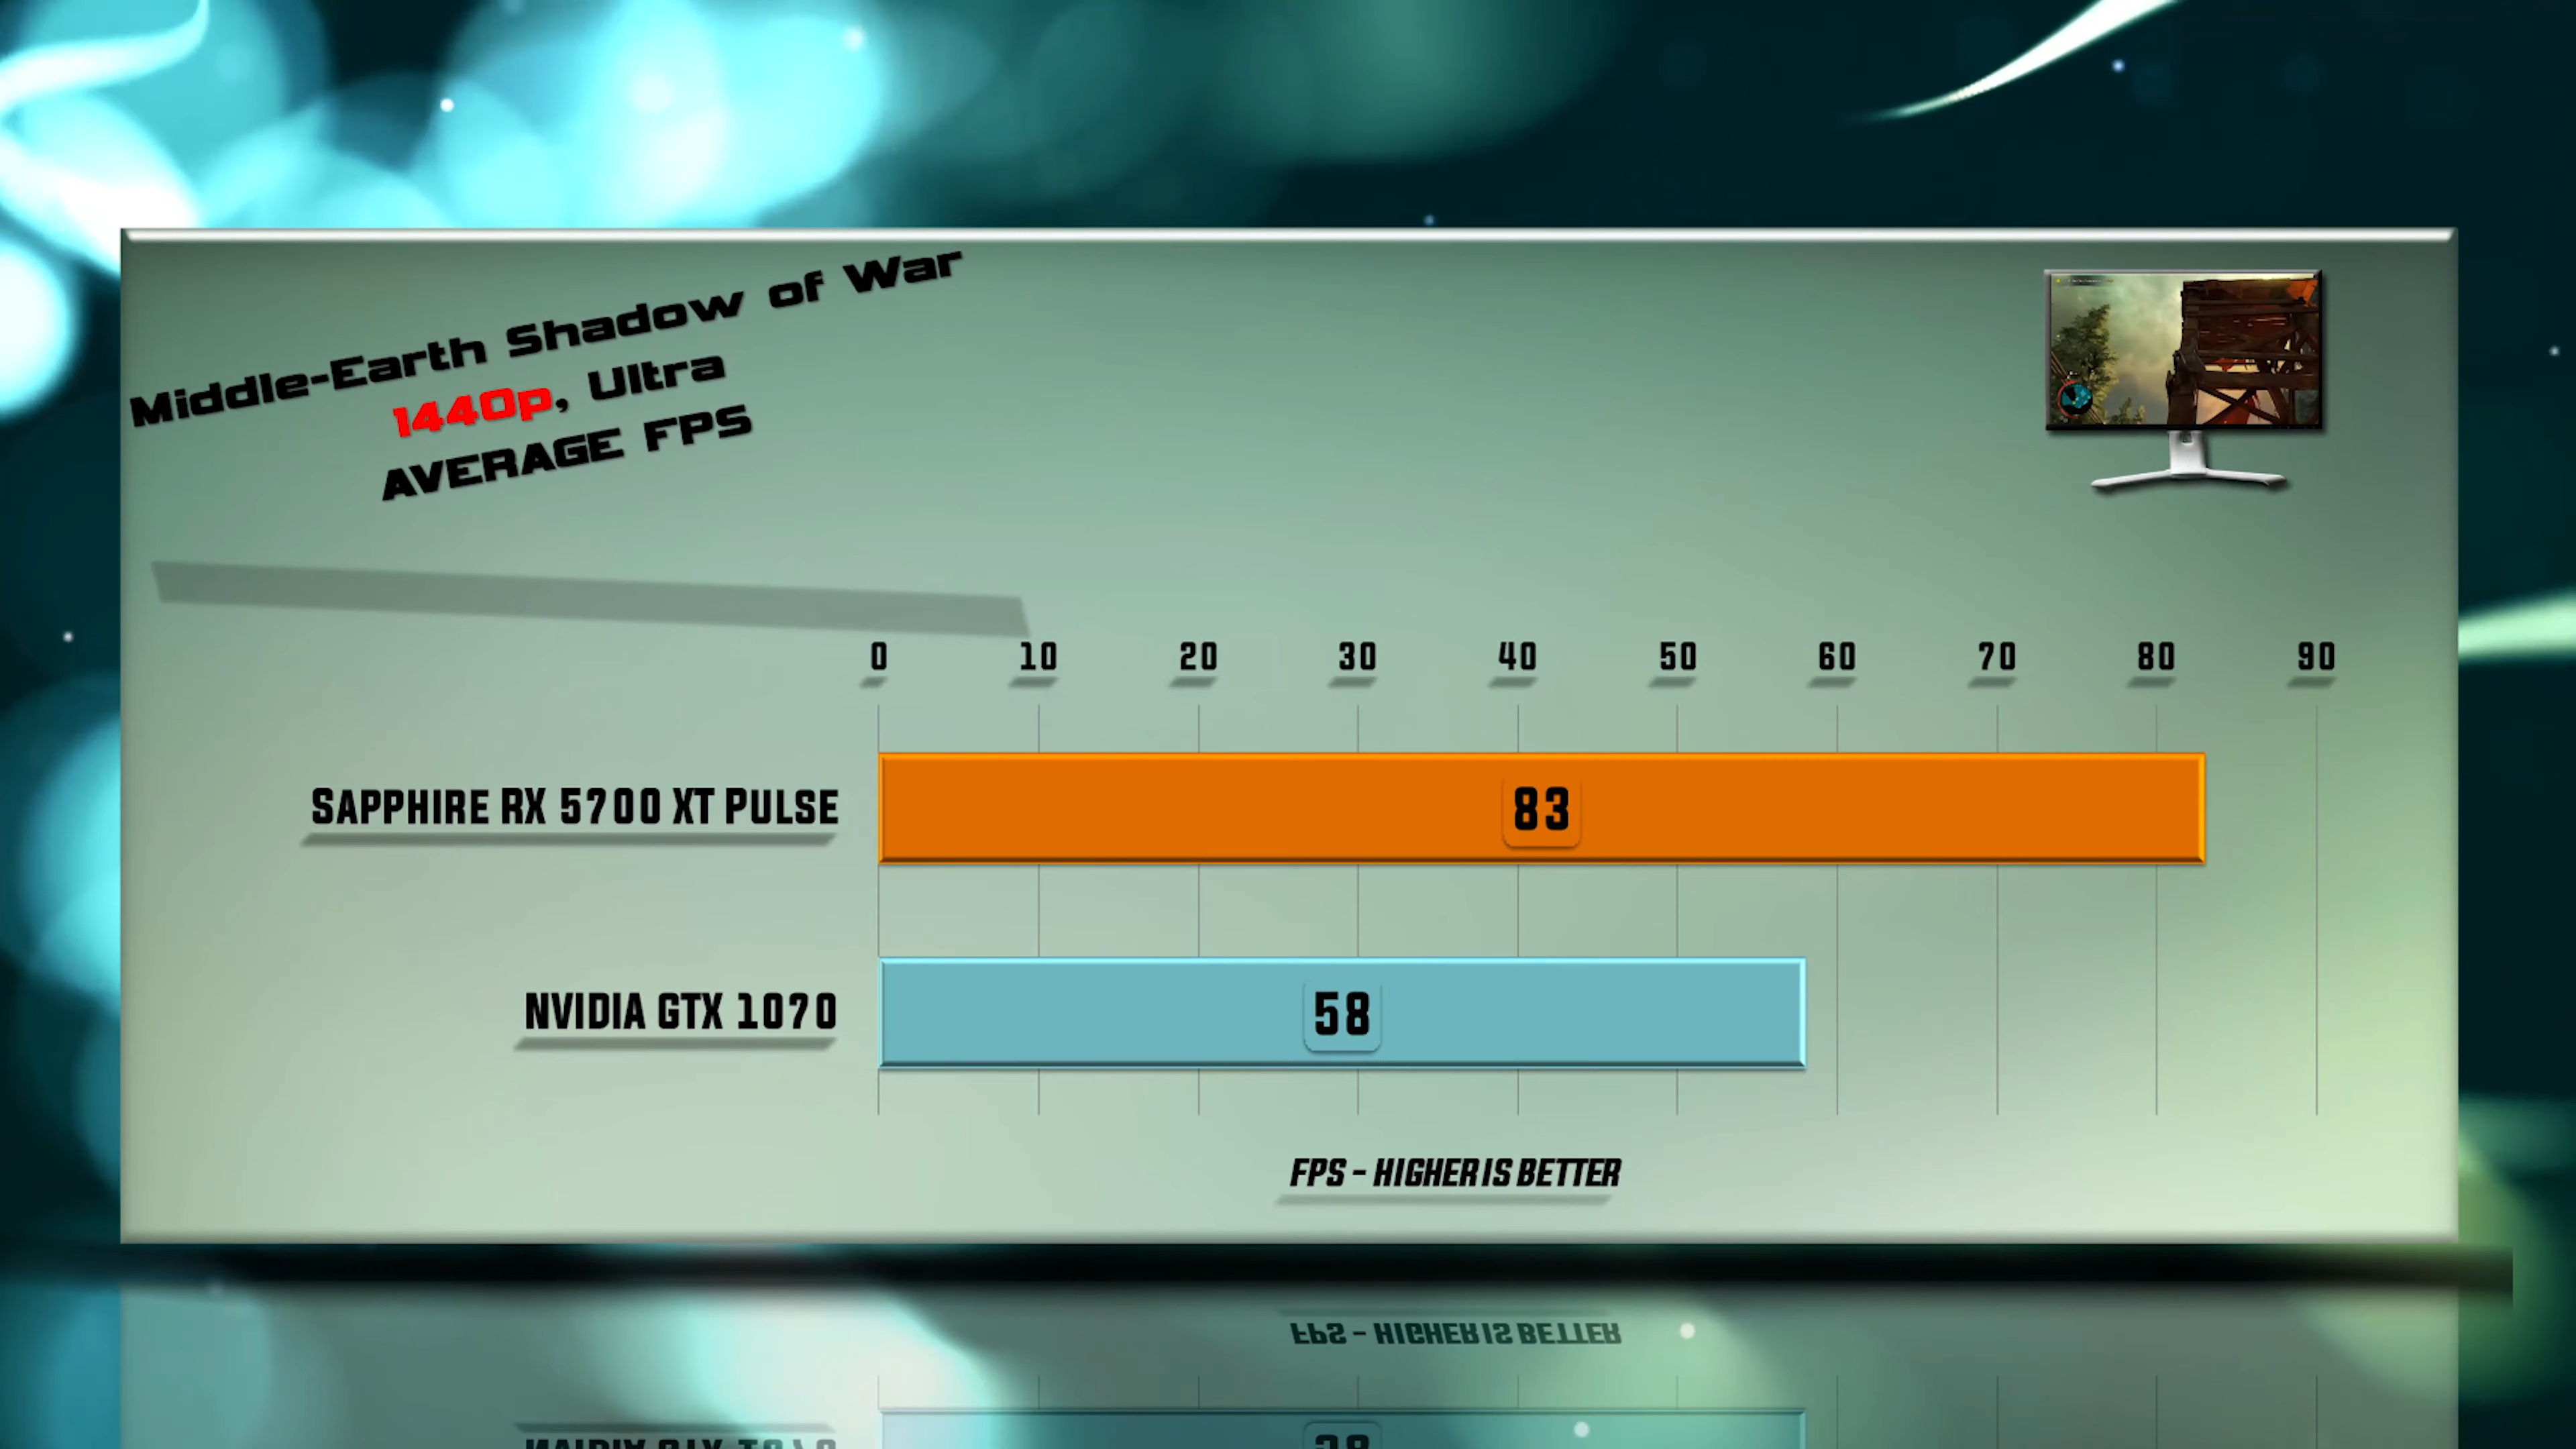 Middle-Earth Shadow of War
1440p, Ultra
AVERAGE FPS
0 10 20 30 40 50 60 70 80 90
SAPPHIRE RX 5700 XT PULSE
83
NVIDIA GTX 1070
58
FPS - HIGHER IS BETTER